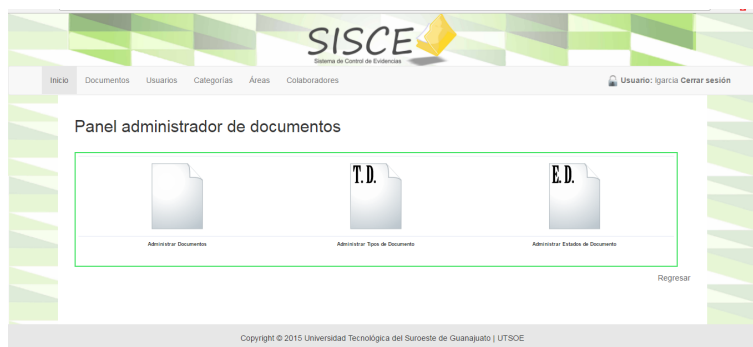 SISCE
Sistema de Control de Evidencias
Inicio Documentos Usuarios Categorías Áreas Colaboradores Usuario: lgarcia Cerrar sesión
Panel administrador de documentos
T. D. E. D.
Administrar Documentos Administrar Tipos de Documento Administrar Estados de Documento
Regresar
Copyright © 2015 Universidad Tecnológica del Suroeste de Guanajuato | UTSOE